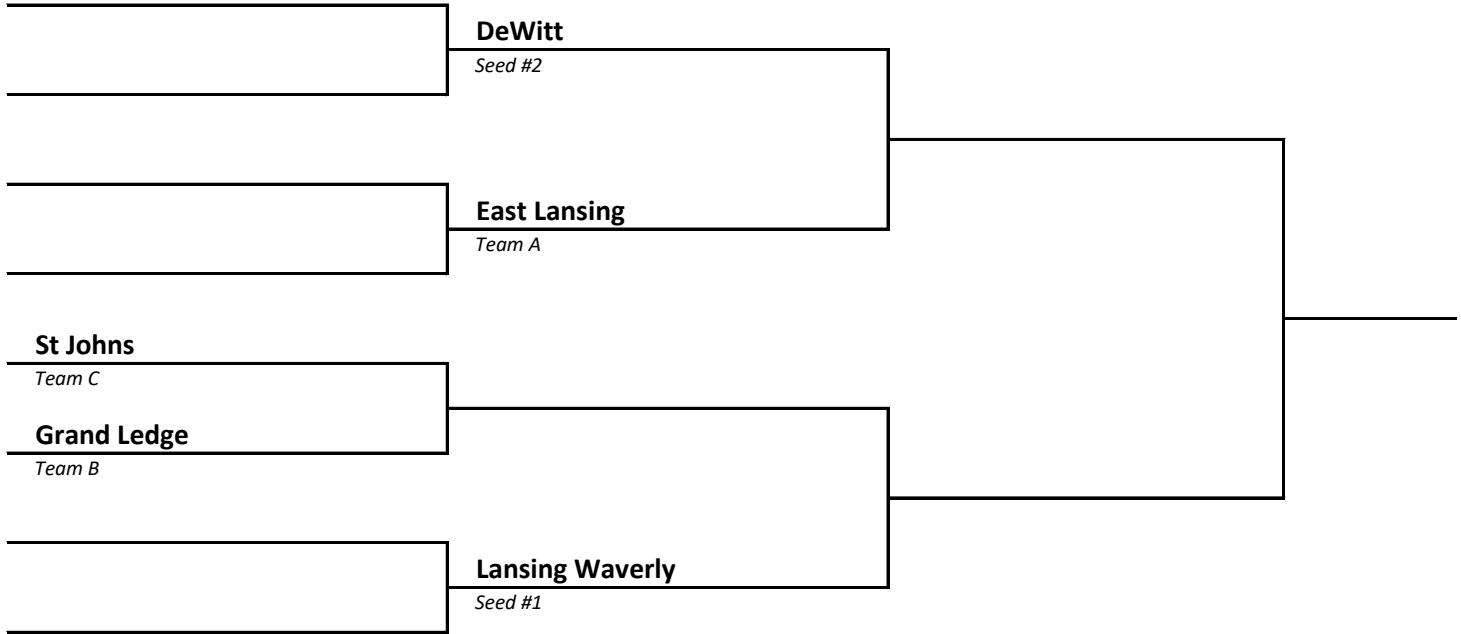 DeWitt
Seed #2
East Lansing
Team A
St Johns
Team C
Grand Ledge
Team B
Lansing Waverly
Seed #1